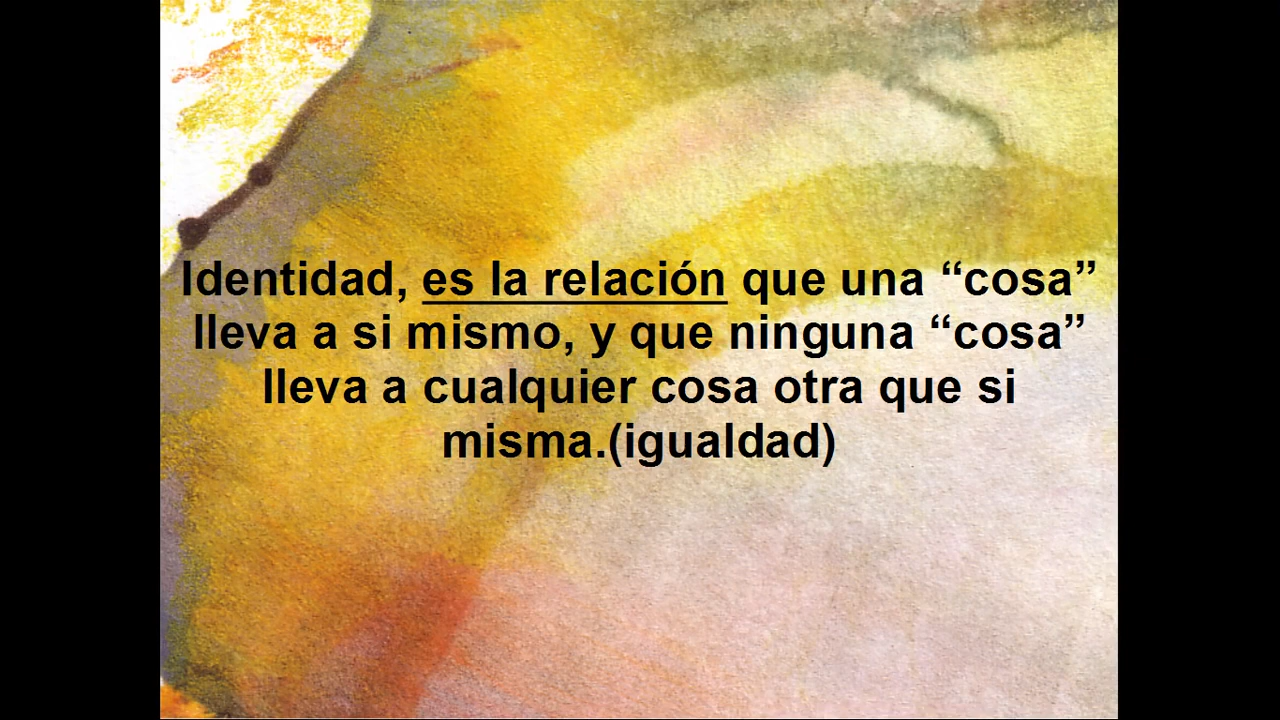 Identidad, es la relación que una “cosa”
lleva a si mismo, y que ninguna “cosa”
lleva a cualquier cosa otra que si
misma.(igualdad)